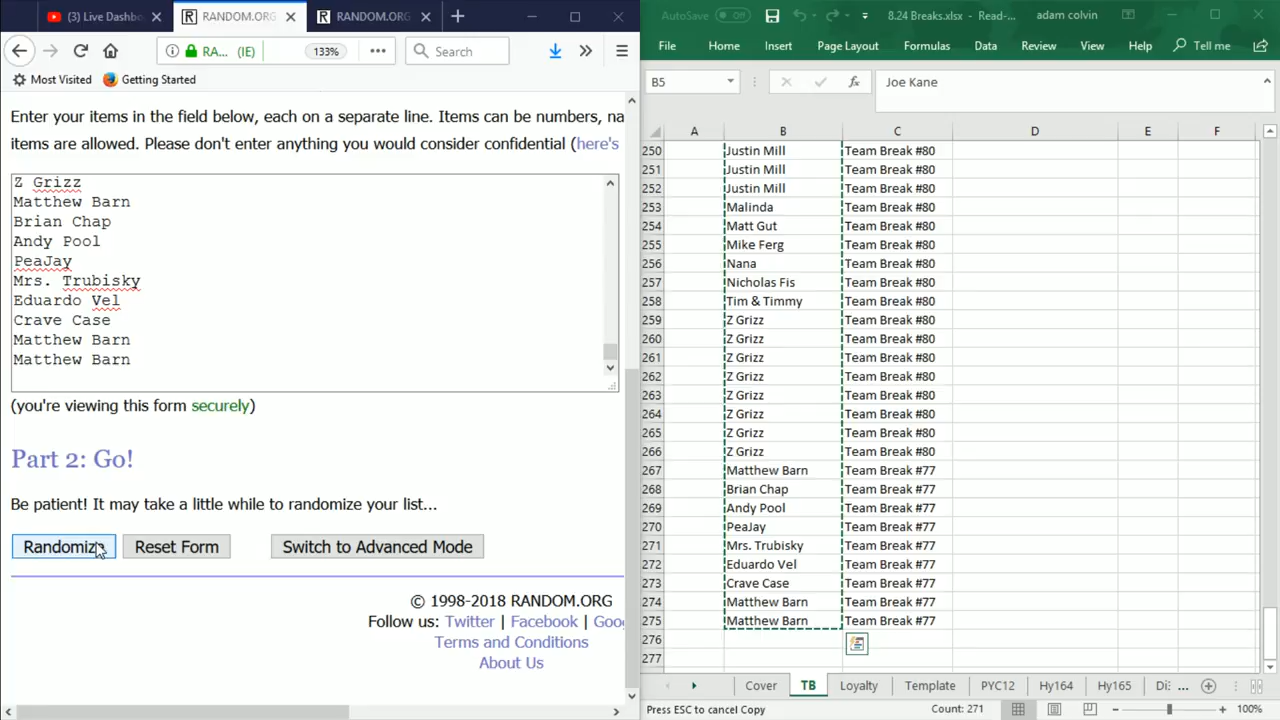 (3) Live Dashbo
RANDOM.ORG
RANDOM.ORG
RA... (IE)
133%
Search
Most Visited
Getting Started
Enter your items in the field below, each on a separate line. Items can be numbers, na
items are allowed. Please don't enter anything you would consider confidential (here's
Z Grizz
Matthew Barn
Brian Chap
Andy Pool
PeaJay
Mrs. Trubisky
Eduardo Vel
Crave Case
Matthew Barn
Matthew Barn
(you're viewing this form securely)
Part 2: Go!
Be patient! It may take a little while to randomize your list...
Randomize Reset Form Switch to Advanced Mode
© 1998-2018 RANDOM.ORG
Follow us: Twitter | Facebook | Goo
Terms and Conditions
About Us
AutoSave Off 8.24 Breaks.xlsx - Read-... adam colvin
File Home Insert Page Layout Formulas Data Review View Help Tell me
B5 fx Joe Kane
A B C D E F
250 Justin Mill Team Break #80
251 Justin Mill Team Break #80
252 Justin Mill Team Break #80
253 Malinda Team Break #80
254 Matt Gut Team Break #80
255 Mike Ferg Team Break #80
256 Nana Team Break #80
257 Nicholas Fis Team Break #80
258 Tim & Timmy Team Break #80
259 Z Grizz Team Break #80
260 Z Grizz Team Break #80
261 Z Grizz Team Break #80
262 Z Grizz Team Break #80
263 Z Grizz Team Break #80
264 Z Grizz Team Break #80
265 Z Grizz Team Break #80
266 Z Grizz Team Break #80
267 Matthew Barn Team Break #77
268 Brian Chap Team Break #77
269 Andy Pool Team Break #77
270 PeaJay Team Break #77
271 Mrs. Trubisky Team Break #77
272 Eduardo Vel Team Break #77
273 Crave Case Team Break #77
274 Matthew Barn Team Break #77
275 Matthew Barn Team Break #77
276
277
Cover TB Loyalty Template PYC12 Hy164 Hy165 Di: ...
Press ESC to cancel Copy Count: 271 100%